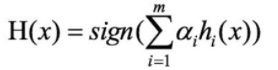 H(x) = sign(∑_{i=1}^{m} α_i h_i(x))